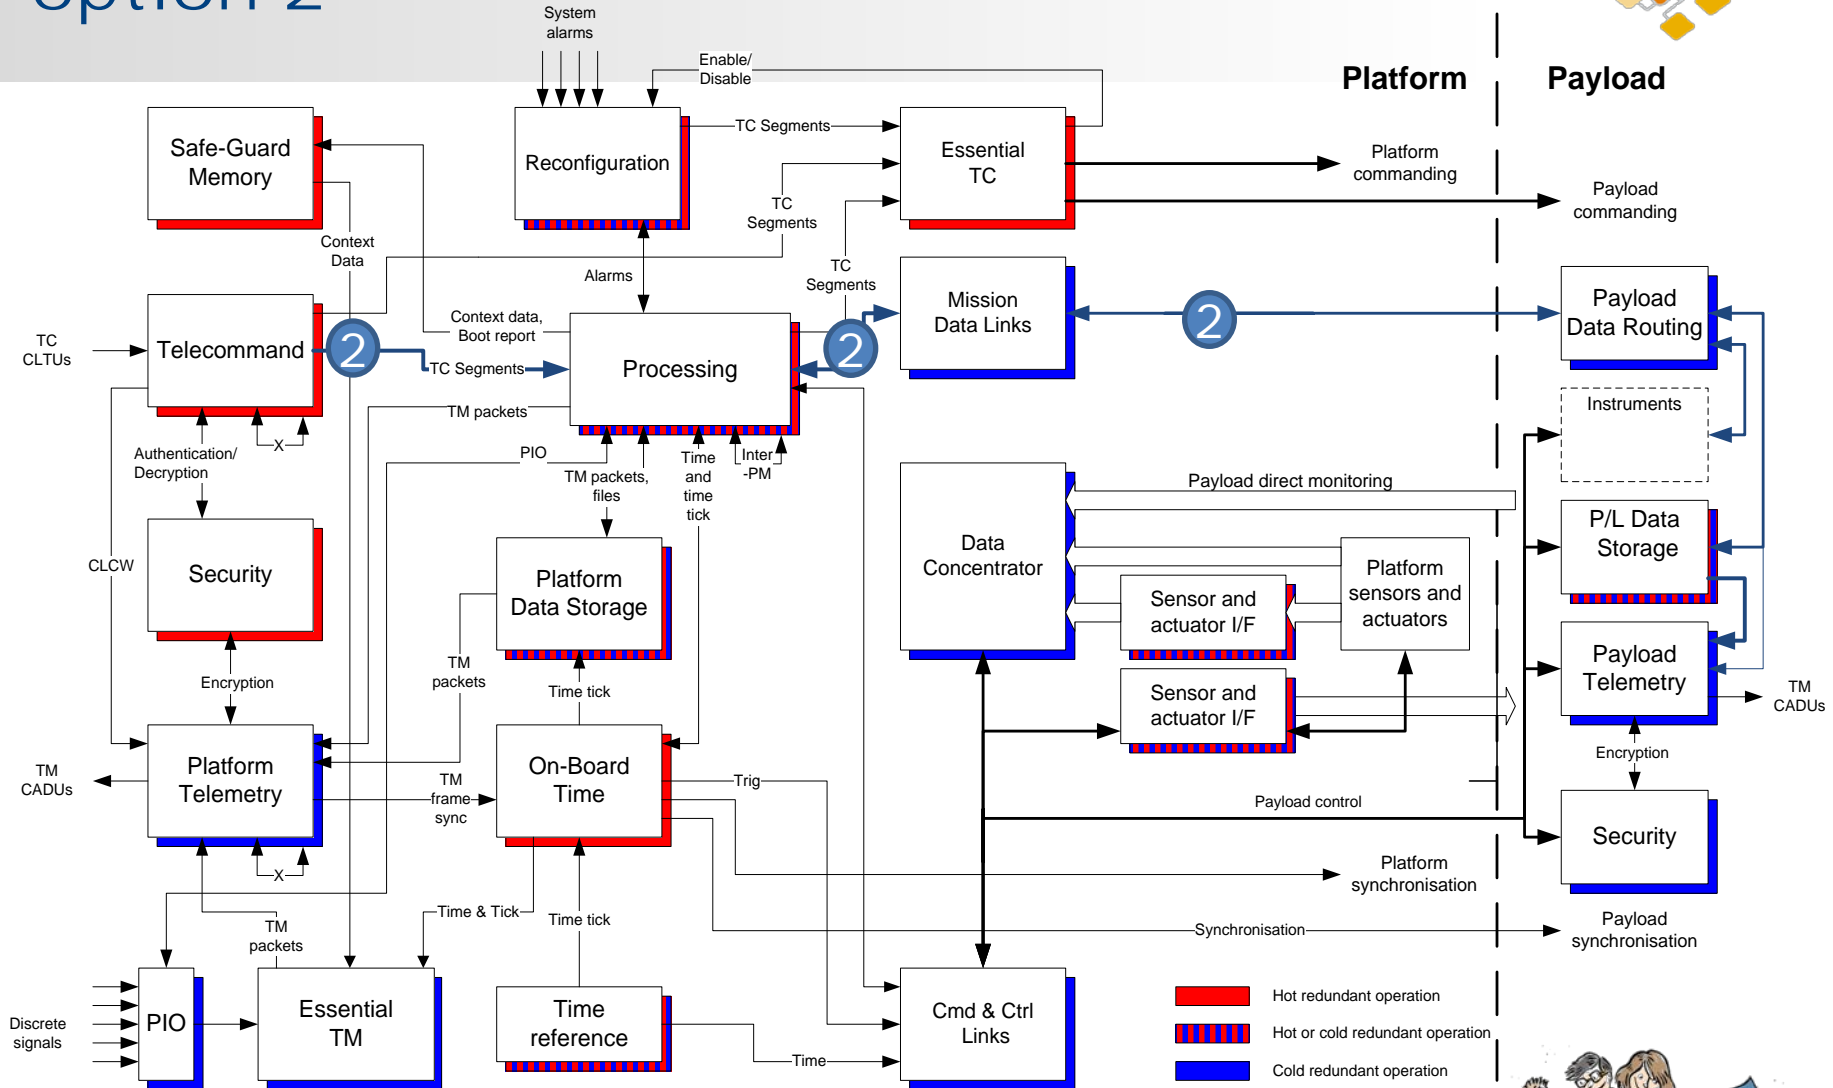 option 2
System
alarms
Enable/
Disable
Platform
Payload
Safe-Guard
Memory
Reconfiguration
TC Segments
Essential
TC
Platform
commanding
Payload
commanding
TC
Segments
Context
Data
Alarms
TC
Segments
Mission
Data Links
Payload
Data Routing
TC
CLTUs
Telecommand
2
Context data,
Boot report
TC Segments
Processing
2
2
Instruments
TM packets
X
Authentication/
Decryption
PIO
TM packets,
files
Time
and
time
tick
Inter
-PM
Payload direct monitoring
P/L Data
Storage
CLCW
Security
Platform
Data Storage
Data
Concentrator
Sensor and
actuator I/F
Platform
sensors and
actuators
Encryption
TM
packets
Time tick
Sensor and
actuator I/F
Payload
Telemetry
TM
CADUs
Encryption
TM
CADUs
Platform
Telemetry
TM
frame
sync
On-Board
Time
Trig
Payload control
Security
X
Platform
synchronisation
Time & Tick
Time tick
TM
packets
Synchronisation
Payload
synchronisation
Discrete
signals
PIO
Essential
TM
Time
reference
Time
Cmd & Ctrl
Links
Hot redundant operation
Hot or cold redundant operation
Cold redundant operation